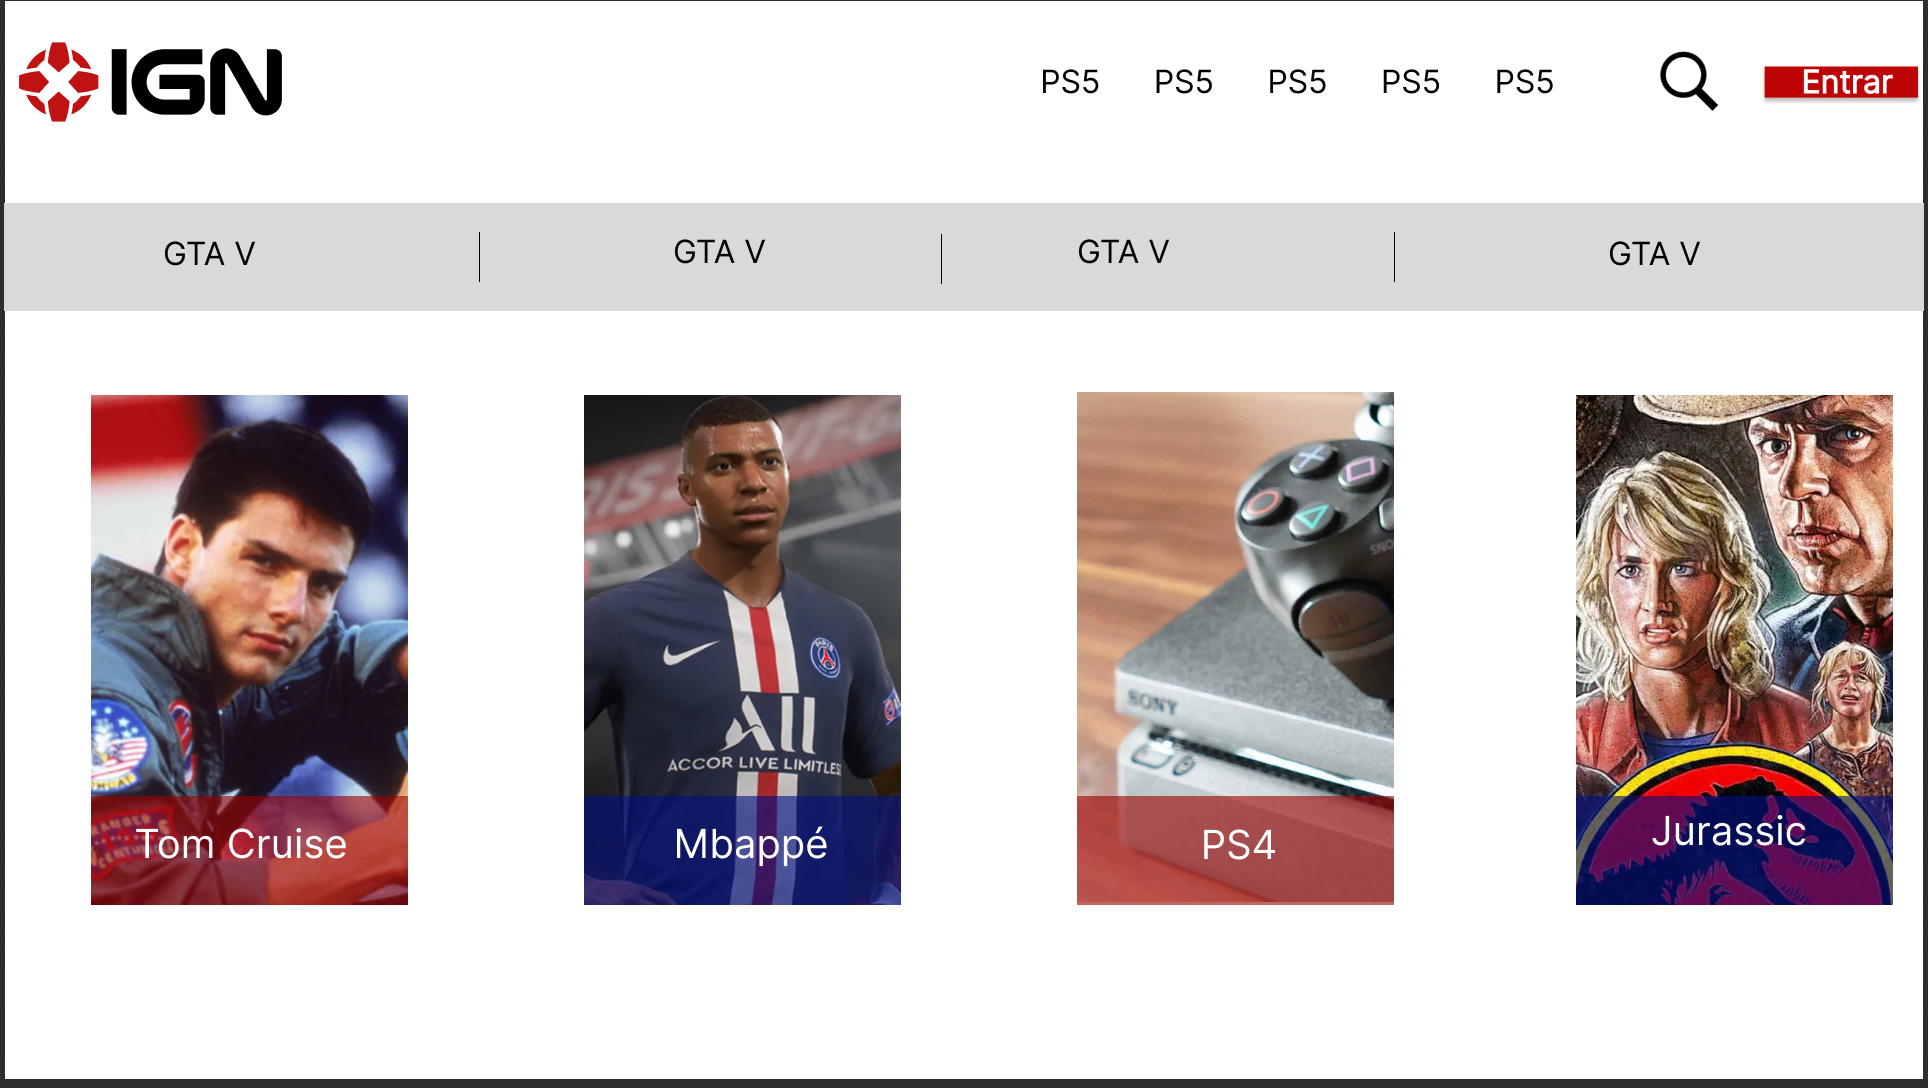 IGN
PS5 PS5 PS5 PS5 PS5
Entrar
GTA V GTA V GTA V GTA V
ACCOR LIVE LIMITLES
SONY
Tom Cruise
Mbappé
PS4
Jurassic